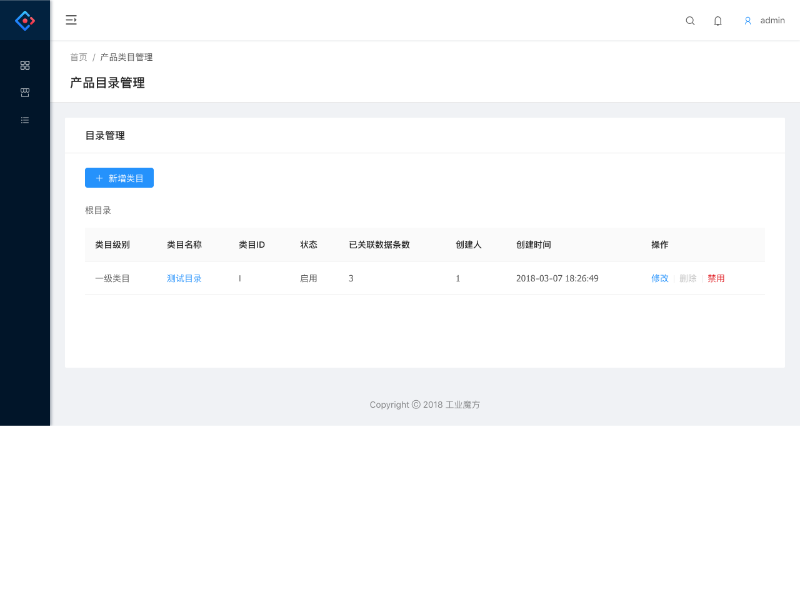 admin
首页 / 产品类目管理
产品目录管理
目录管理
+ 新增类目
根目录
类目级别 类目名称 类目ID 状态 已关联数据条数 创建人 创建时间 操作
一级类目 测试目录 I 启用 3 1 2018-03-07 18:26:49 修改 删除 禁用
Copyright © 2018 工业魔方